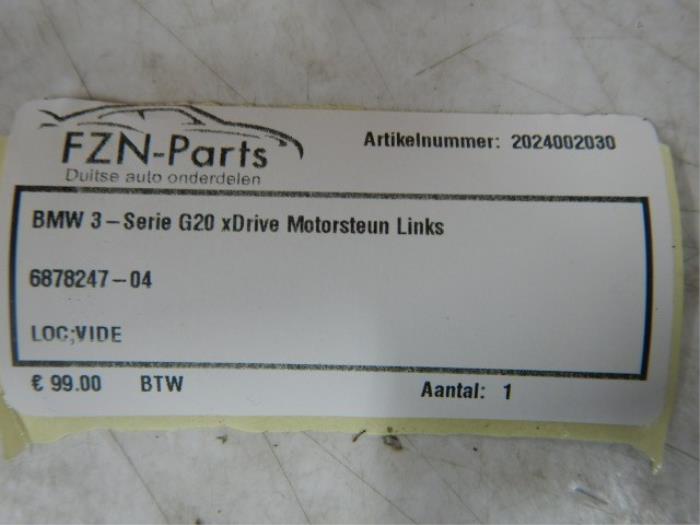 FZN-Parts
Duitse auto onderdelen
Artikelnummer: 2024002030
BMW 3-Serie G20 xDrive Motorsteun Links
6878247-04
LOC;VIDE
€ 99.00 BTW
Aantal: 1